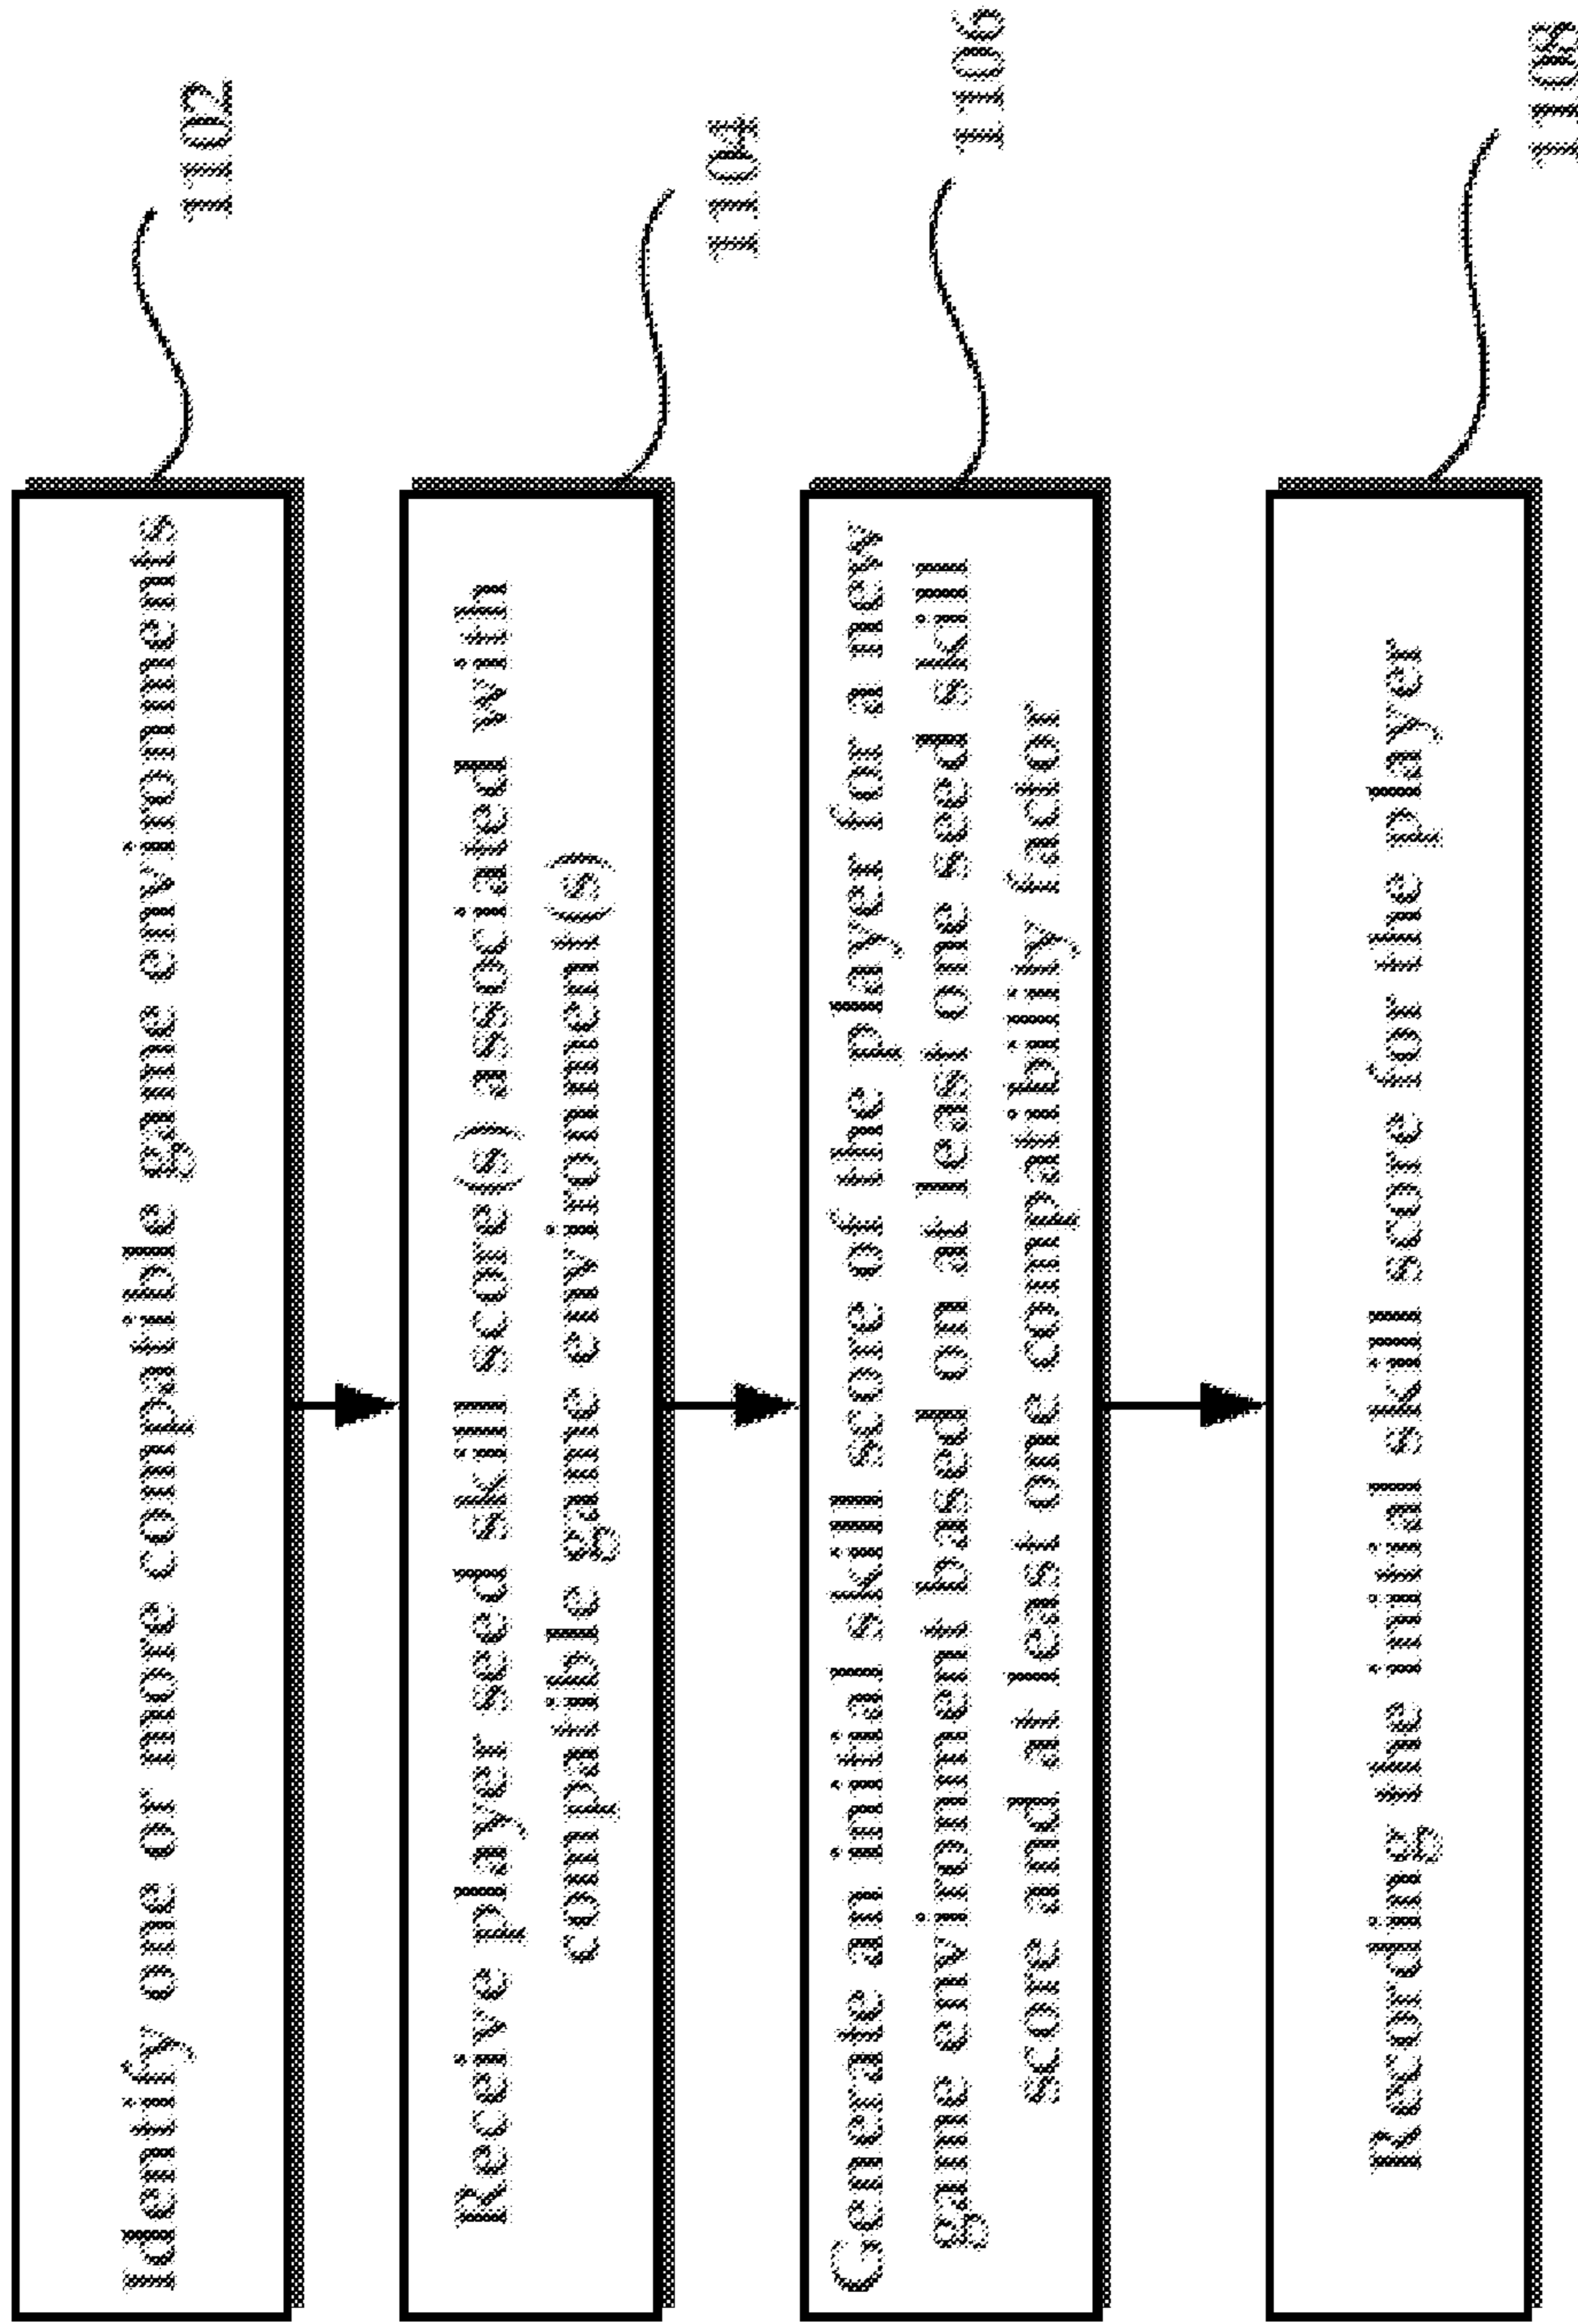 Identify one or more compatible game environments
1102
Receive player seed skill score(s) associated with
compatible game environment(s)
1104
Generate an initial skill score of the player for a new
game environment based on at least one seed skill
score and at least one compatibility factor
1106
Recording the initial skill score for the player
1108